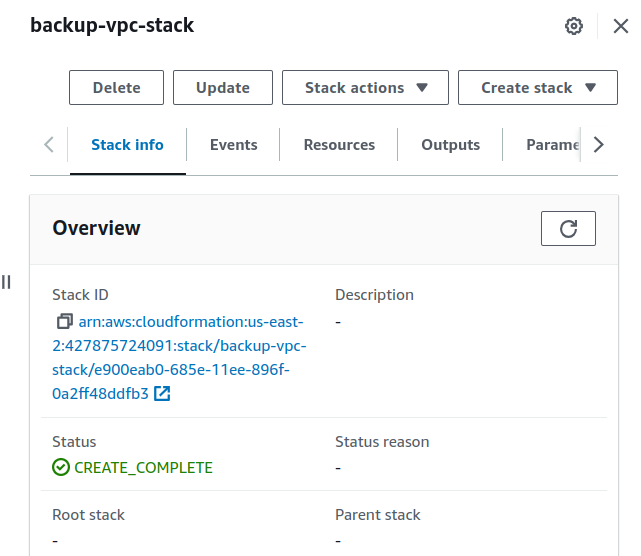 backup-vpc-stack
Delete Update Stack actions Create stack
Stack info Events Resources Outputs Parame
Overview
Stack ID Description
arn:aws:cloudformation:us-east- -
2:427875724091:stack/backup-vpc-
stack/e900eab0-685e-11ee-896f-
0a2ff48ddfb3
Status Status reason
CREATE_COMPLETE -
Root stack Parent stack
- -